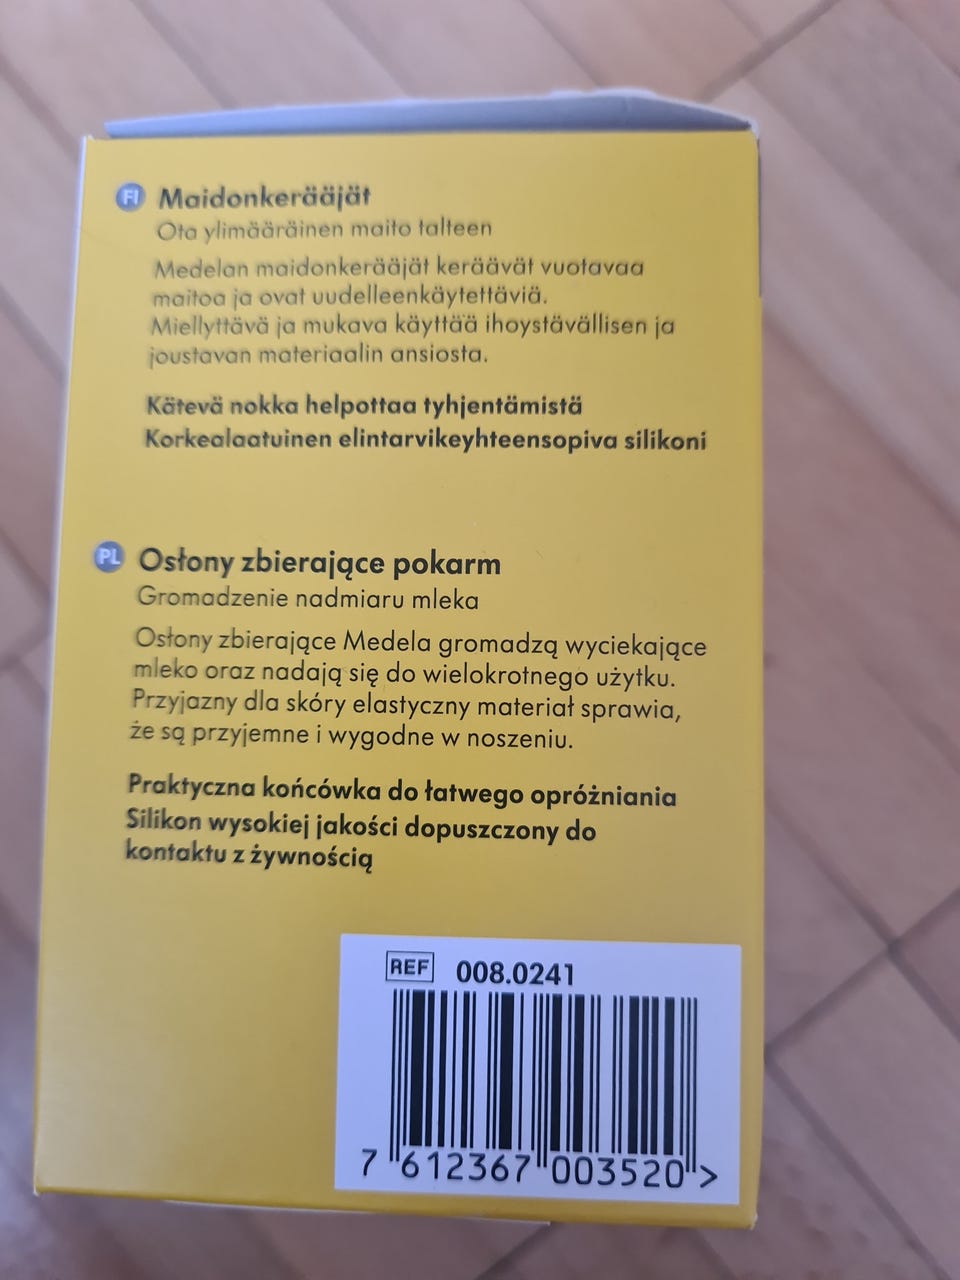 FI Maidonkerääjät
Ota ylimääräinen maito talteen
Medelan maidonkerääjät keräävät vuotavaa
maitoa ja ovat uudelleenkäytettäviä.
Miellyttävä ja mukava käyttää ihoystävällisen ja
joustavan materiaalin ansiosta.
Kätevä nokka helpottaa tyhjentämistä
Korkealaatuinen elintarvikeyhteensopiva silikoni
PL Osłony zbierające pokarm
Gromadzenie nadmiaru mleka
Osłony zbierające Medela gromadzą wyciekające
mleko oraz nadają się do wielokrotnego użytku.
Przyjazny dla skóry elastyczny materiał sprawia,
że są przyjemne i wygodne w noszeniu.
Praktyczna końcówka do łatwego opróżniania
Silikon wysokiej jakości dopuszczony do
kontaktu z żywnością
REF 008.0241
7 612367 003520 >